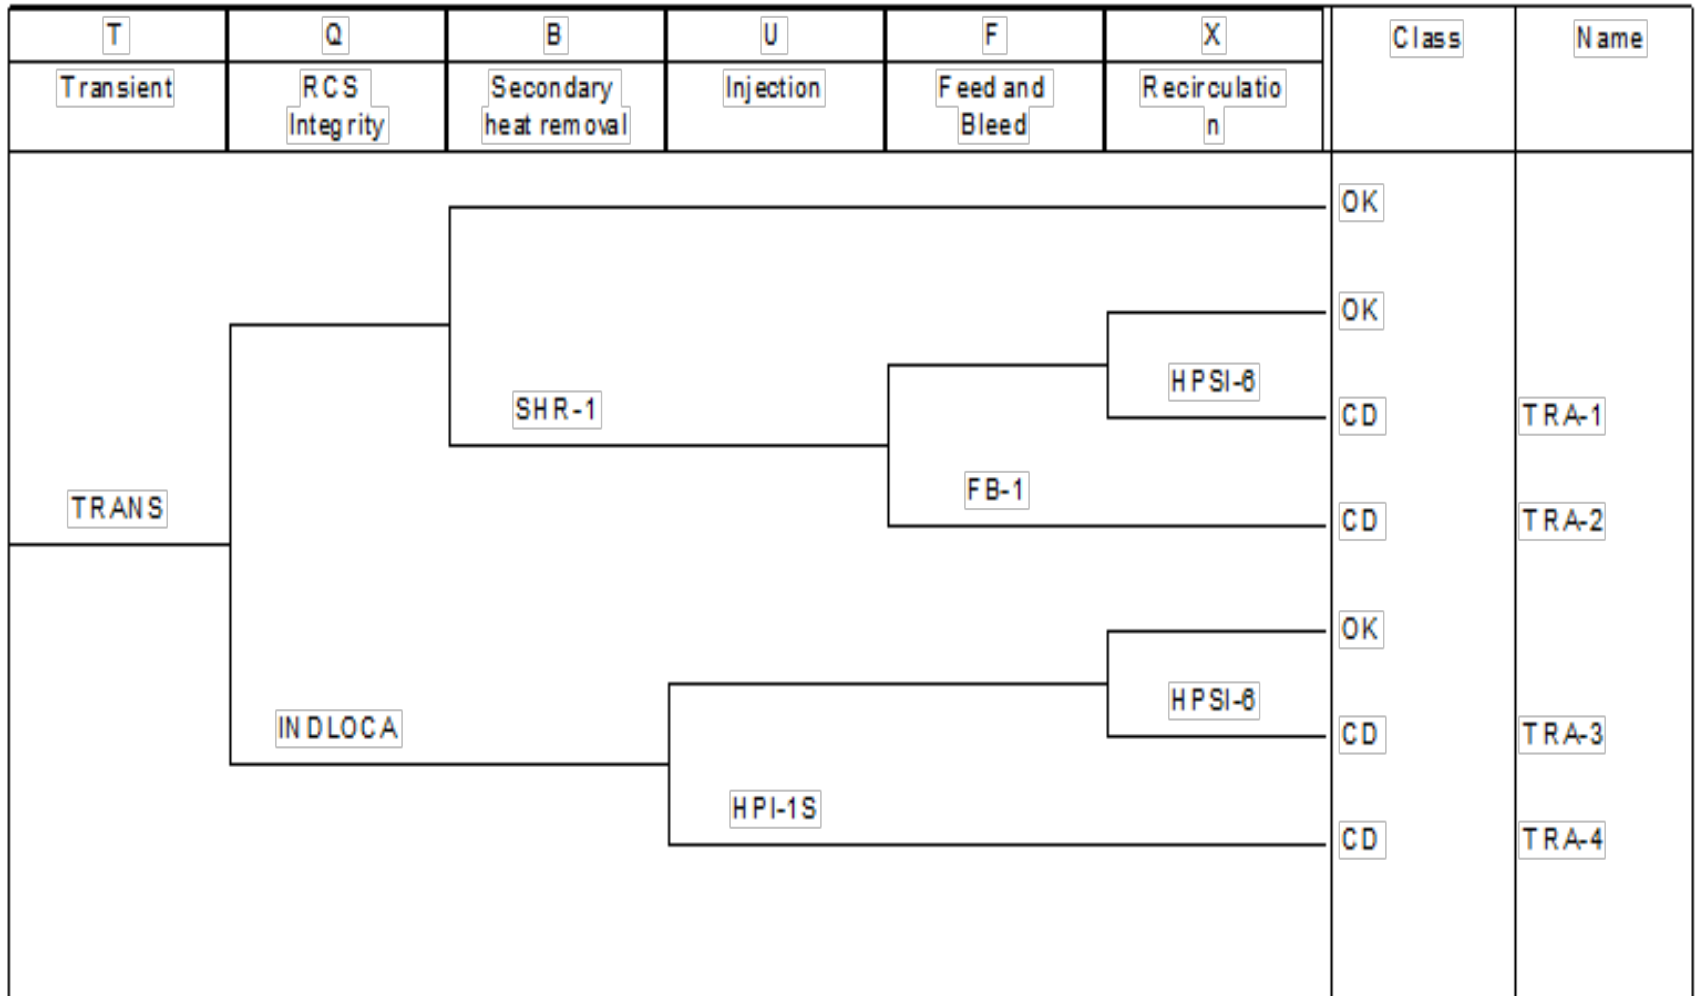 T Q B U F X Class Name
Transient RCS Secondary Injection Feed and Recirculatio
Integrity heat removal Bleed n
OK
OK
HPSI-6
SHR-1 CD TRA-1
FB-1
TRANS CD TRA-2
OK
HPSI-6
INDLOCA CD TRA-3
HPI-1S
CD TRA-4